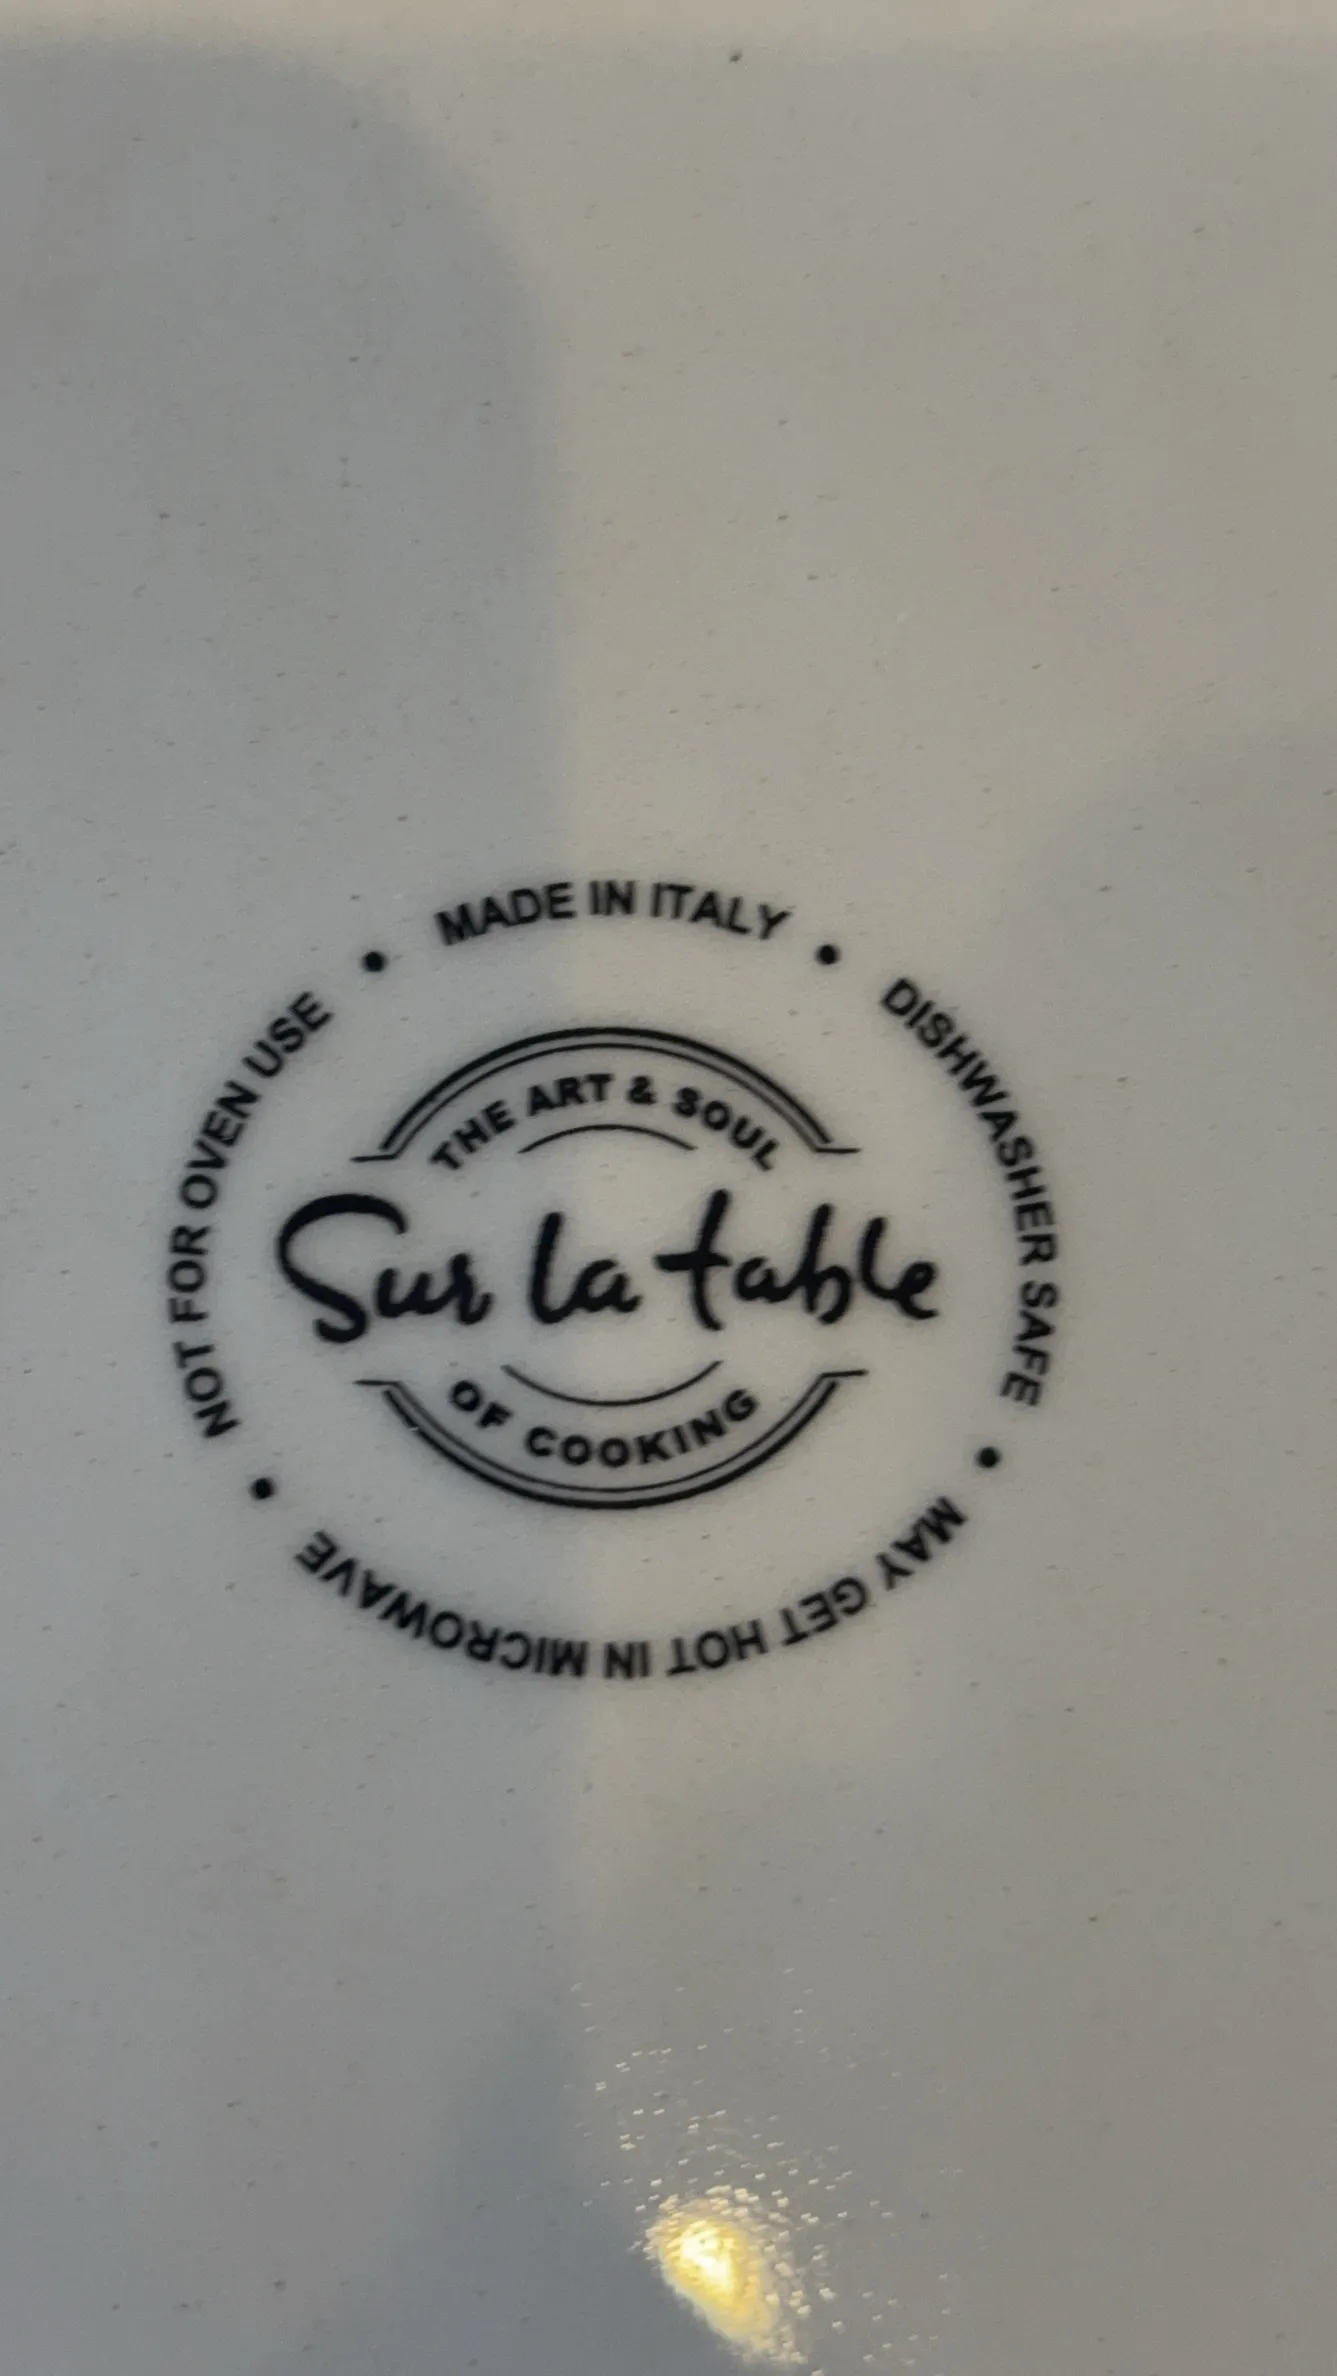 MADE IN ITALY • DISHWASHER SAFE • MAY GET HOT IN MICROWAVE • NOT FOR OVEN USE •
THE ART & SOUL
Sur la table
OF COOKING